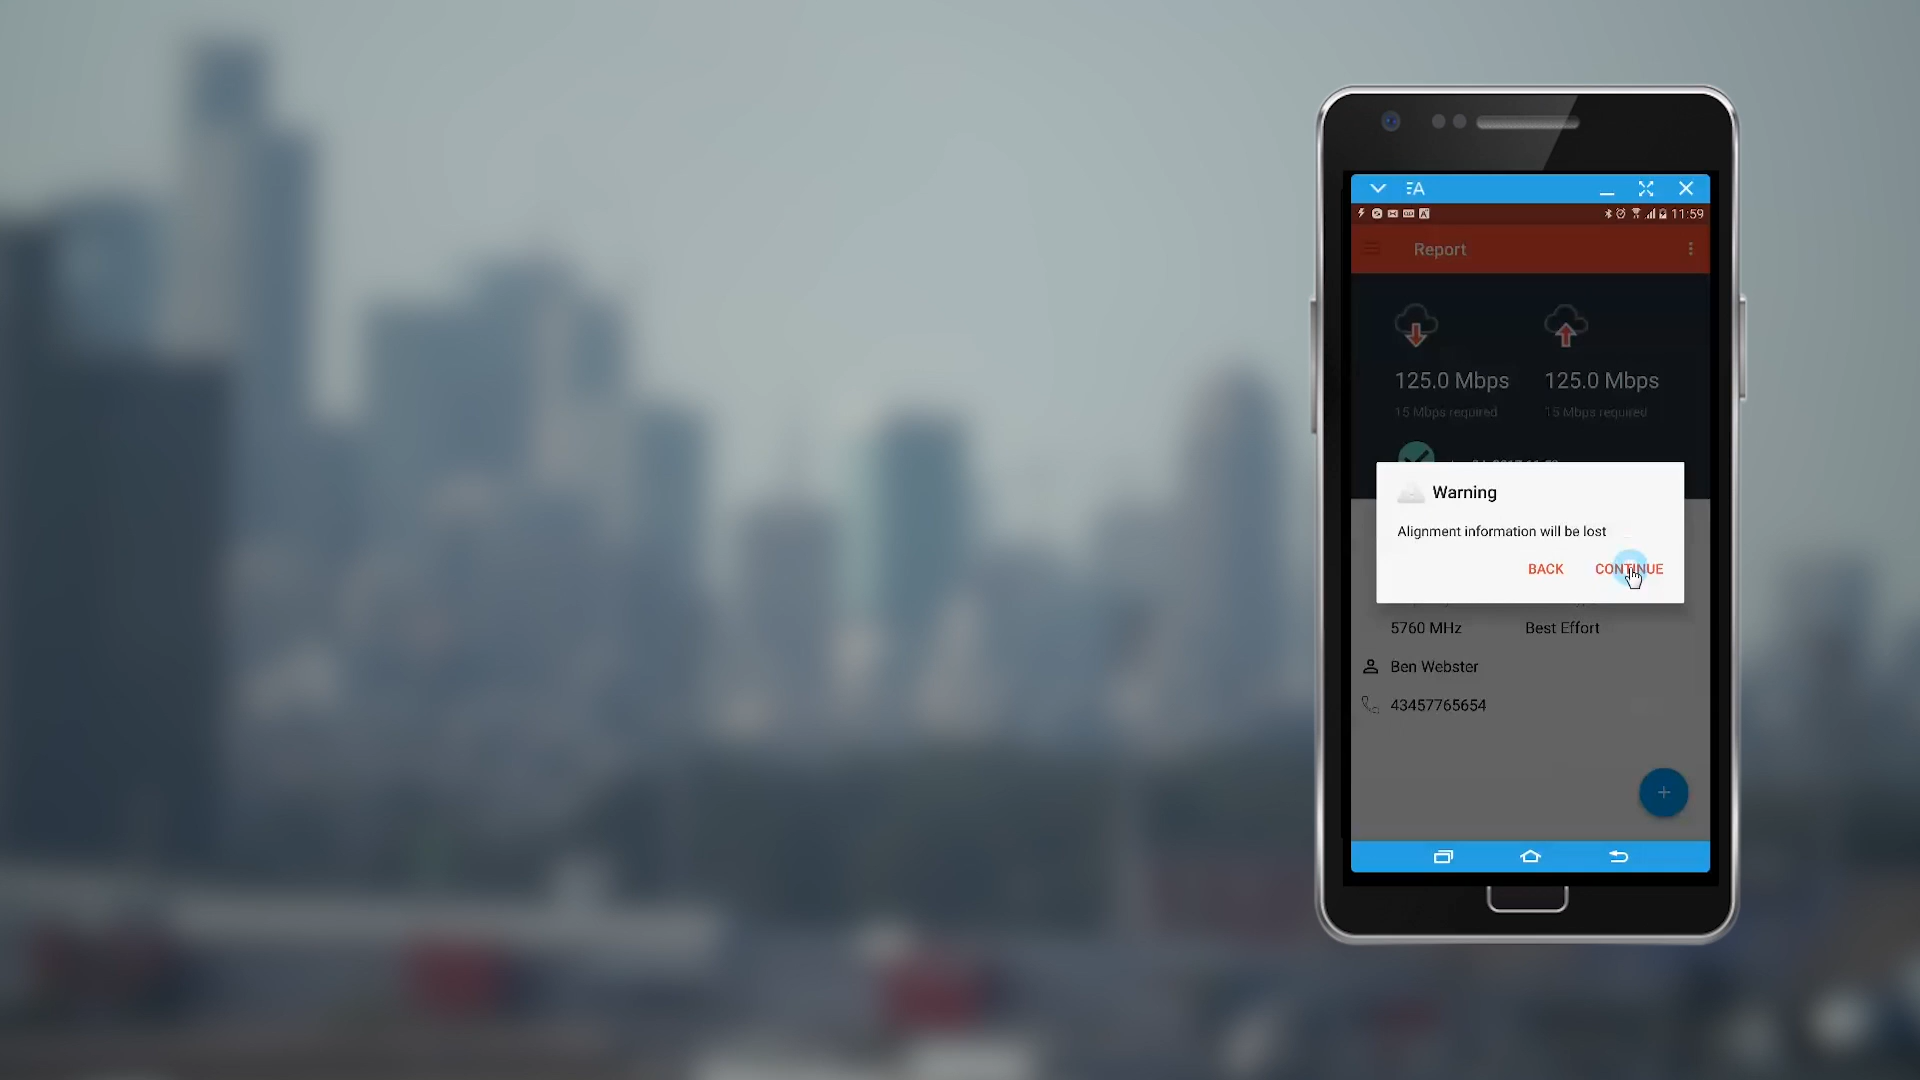 11:59
Report
125.0 Mbps 125.0 Mbps
15 Mbps required 15 Mbps required
Warning
Alignment information will be lost
BACK CONTINUE
5760 MHz Best Effort
Ben Webster
43457765654